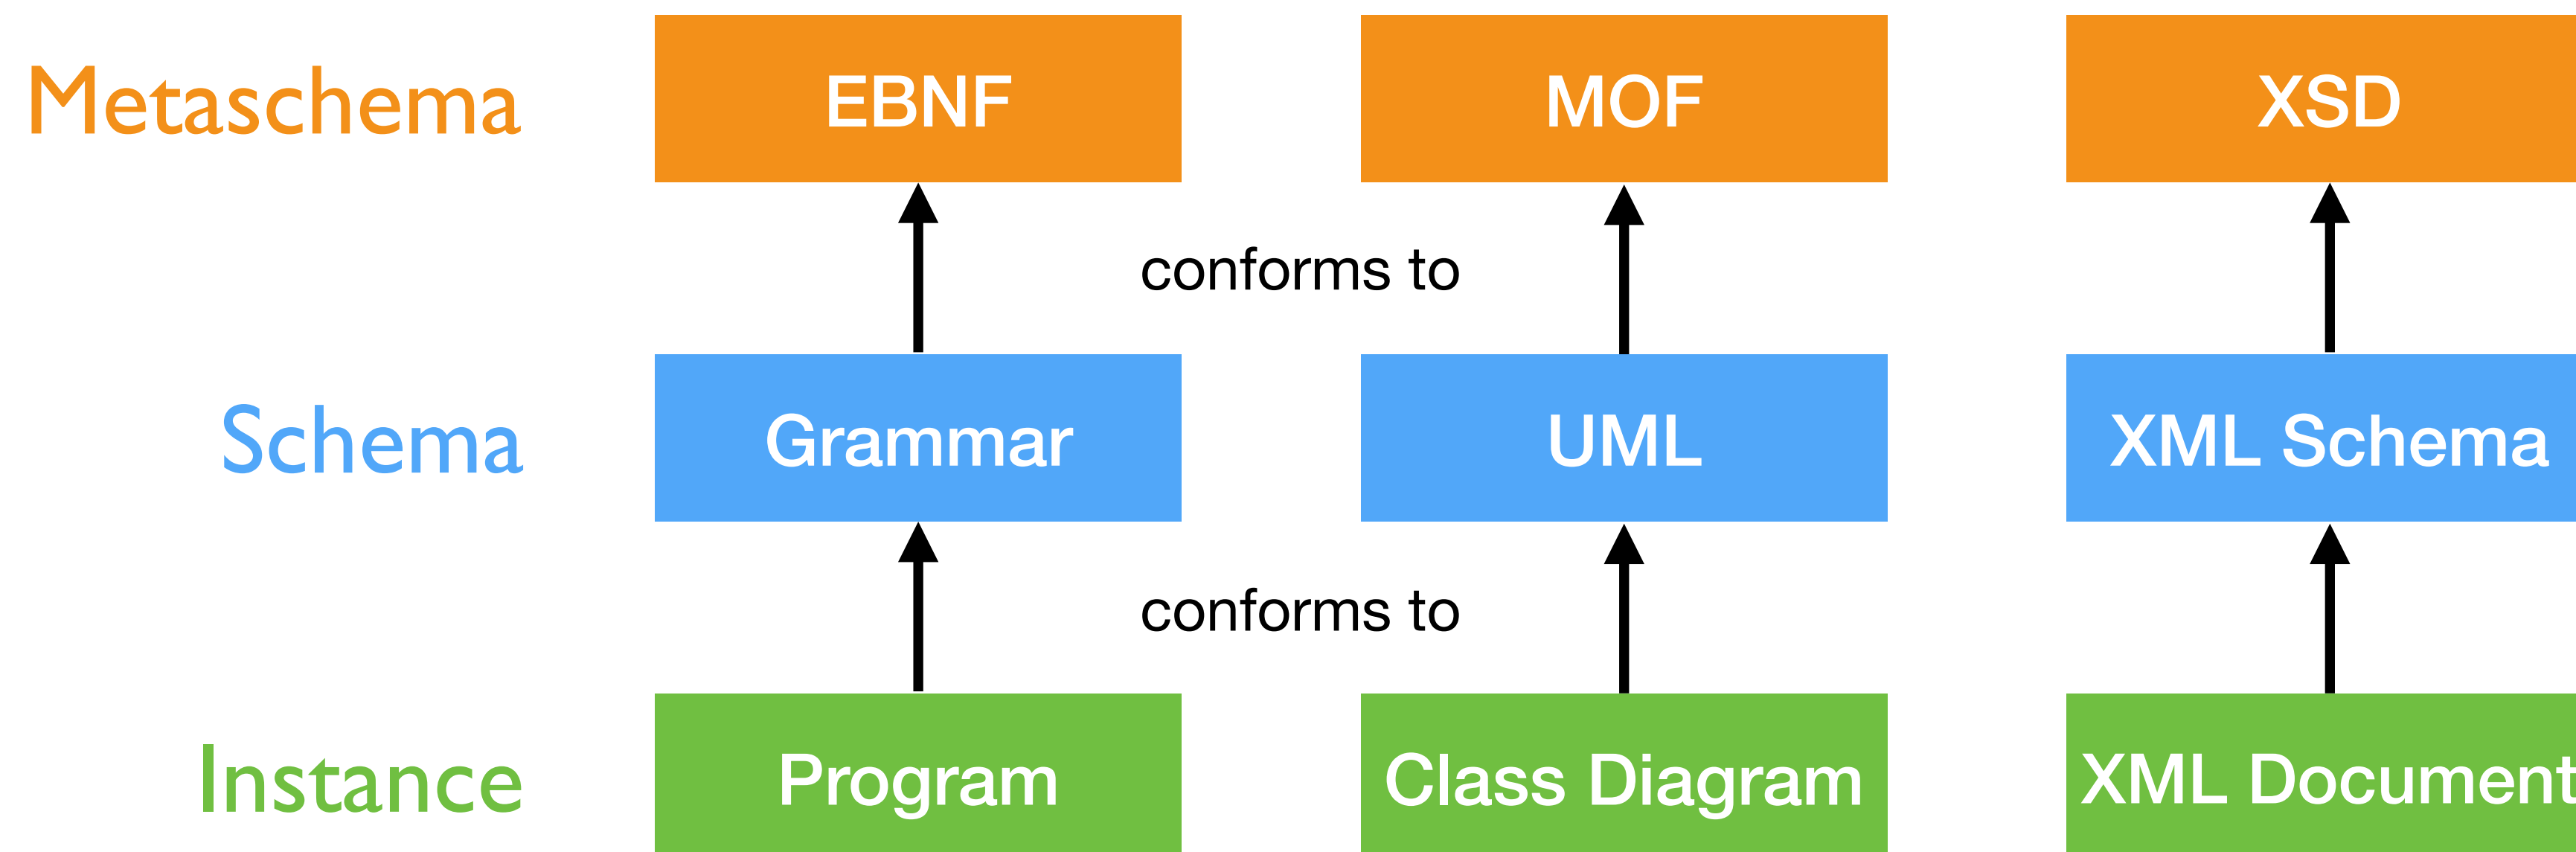 Metaschema
EBNF
MOF
XSD
conforms to
Schema
Grammar
UML
XML Schema
conforms to
Instance
Program
Class Diagram
XML Document